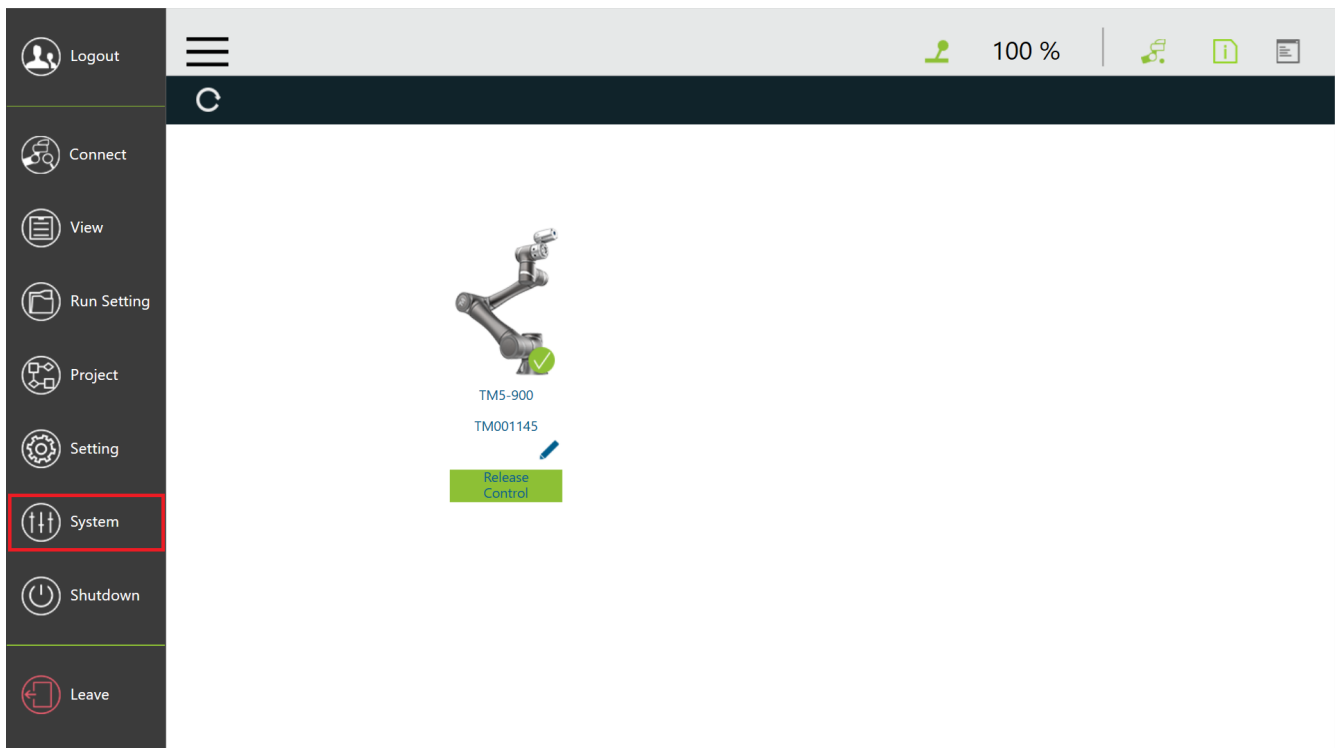 Logout
100 %
Connect
View
Run Setting
Project
Setting
System
Shutdown
Leave
TM5-900
TM001145
Release
Control